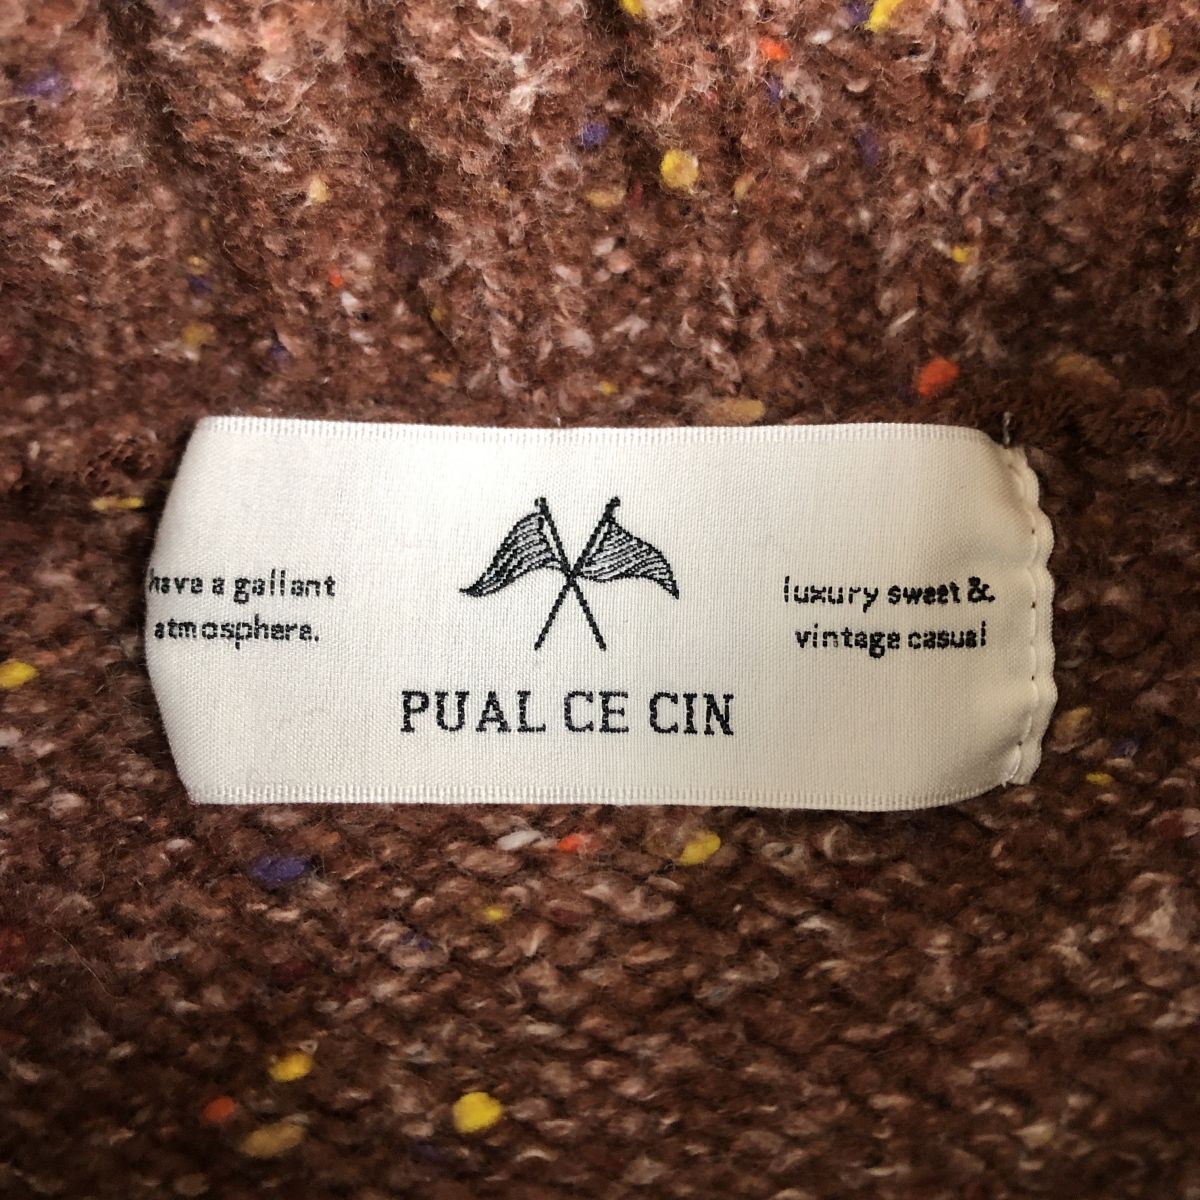 have a gallant
atmosphere.
luxury sweet &
vintage casual
PUAL CE CIN